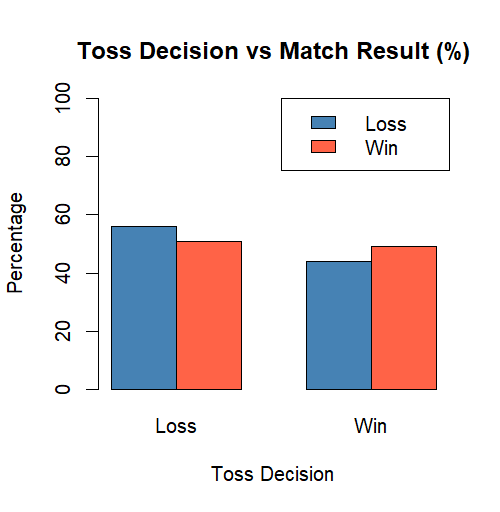 Toss Decision vs Match Result (%)
Loss
Win
Percentage
100
80
60
40
20
0
Loss Win
Toss Decision